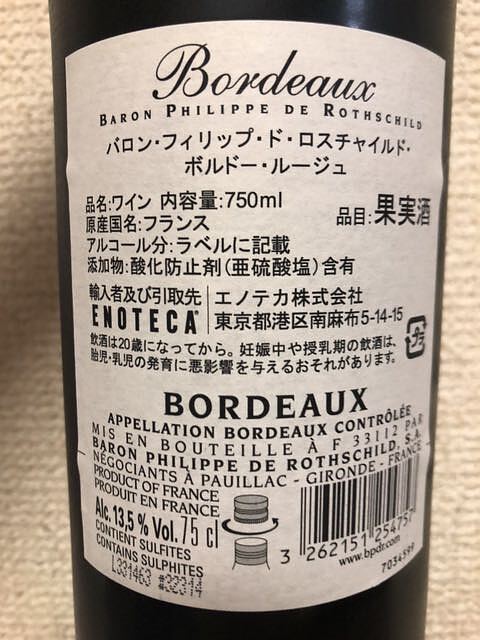 Bordeaux
BARON PHILIPPE DE ROTHSCHILD
バロン・フィリップ・ド・ロスチャイルド・
ボルドー・ルージュ
品名:ワイン 内容量:750ml
原産国名:フランス
品目:果実酒
アルコール分:ラベルに記載
添加物:酸化防止剤(亜硫酸塩)含有
輸入者及び引取先
ENOTECA
エノテカ株式会社
東京都港区南麻布5-14-15
飲酒は20歳になってから。妊娠中や授乳期の飲酒は、
胎児・乳児の発育に悪影響を与えるおそれがあります。
プラ
BORDEAUX
APPELLATION BORDEAUX CONTRÔLÉE
MIS EN BOUTEILLE À F 33112 PAR
BARON PHILIPPE DE ROTHSCHILD, S.A.
NÉGOCIANTS À PAUILLAC - GIRONDE - FRANCE
PRODUCT OF FRANCE
PRODUIT EN FRANCE
Alc. 13,5 % Vol. 75 cl
CONTIENT SULFITES
CONTAINS SULPHITES
3 262151 254757
www.bpdr.com
7034599